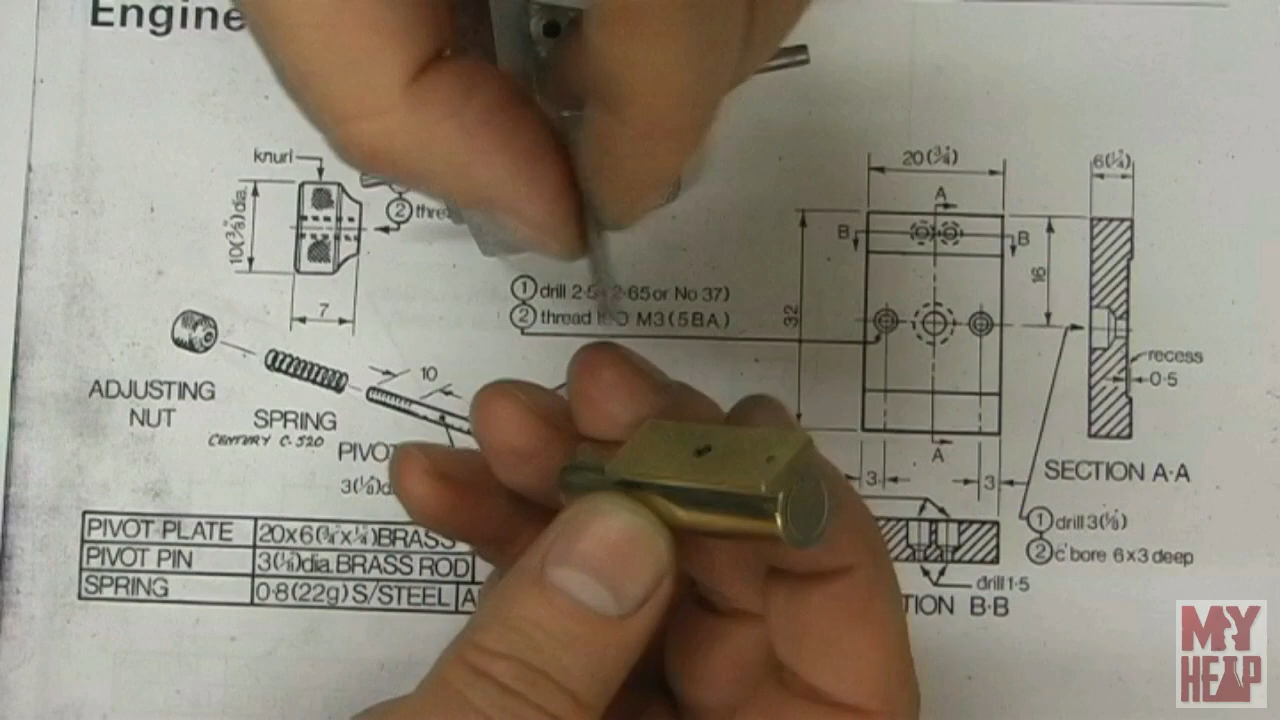 Engine
knurl
10(3/8)dia.
2 thre
7
20(3/4)
6(1/4)
A
B
B
16
32
1 drill 2·5 2·65 or No 37)
2 thread M3(5BA)
recess
0·5
10
ADJUSTING
NUT
SPRING
CENTURY C-520
PIVO
3(1/8)d
A
3
3
SECTION A·A
1 drill 3(1/8)
2 c'bore 6x3 deep
drill 1·5
TION B·B
PIVOT PLATE 20x6(3/4x1/4)BRASS
PIVOT PIN 3(1/8)dia. BRASS ROD
SPRING 0·8(22g) S/STEEL A
MY
HEAP